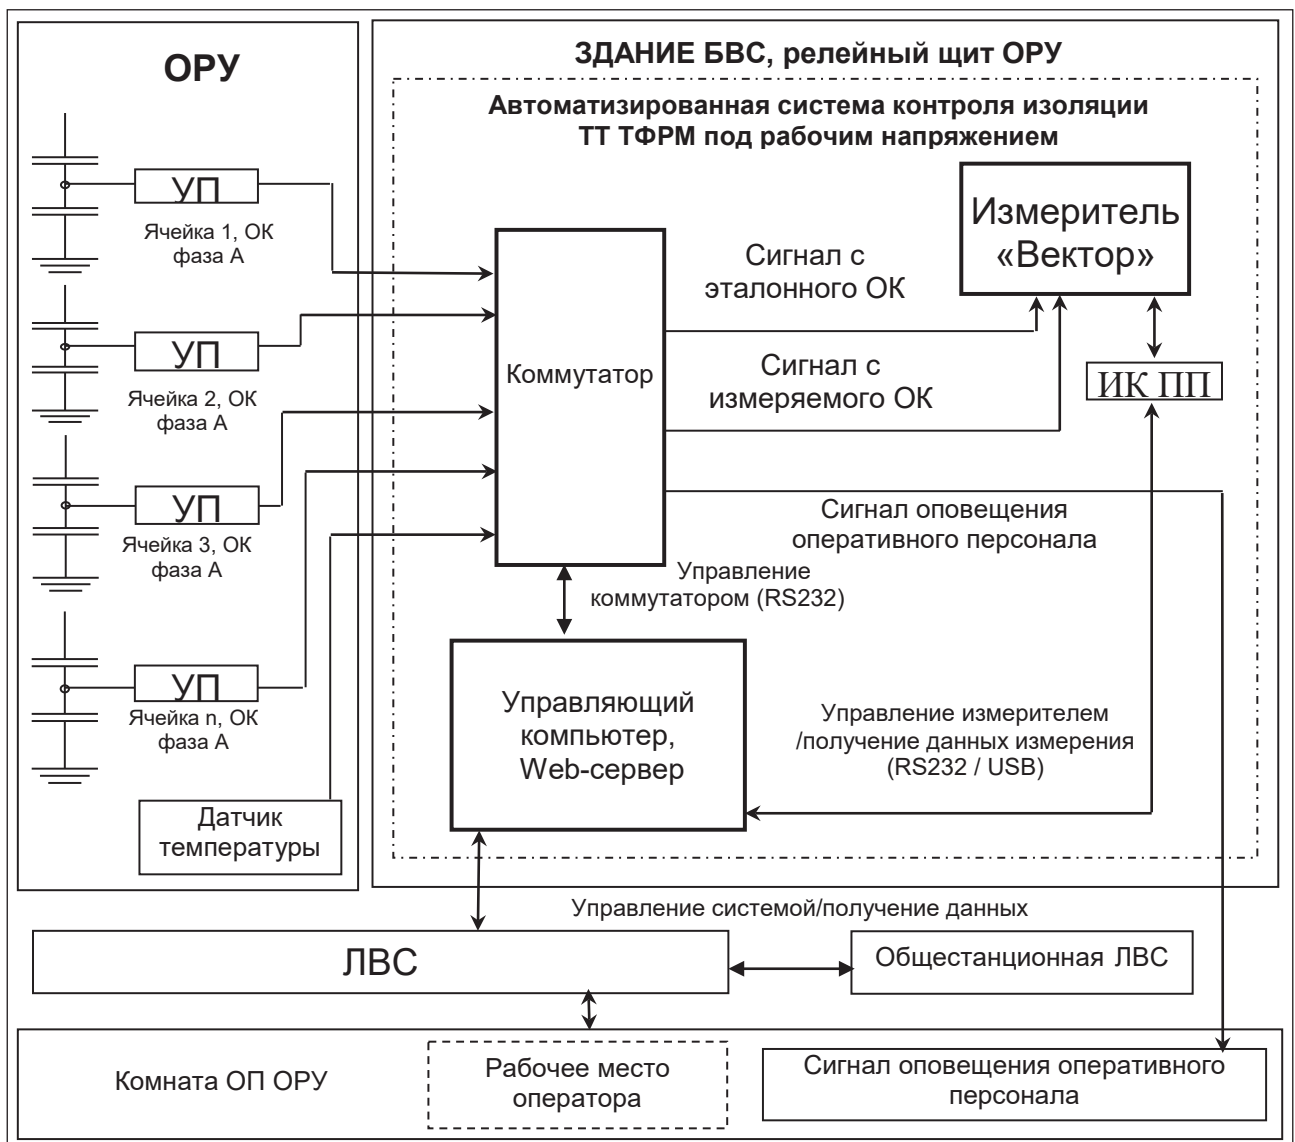 ОРУ
УП
Ячейка 1, ОК
фаза А
УП
Ячейка 2, ОК
фаза А
УП
Ячейка 3, ОК
фаза А
УП
Ячейка n, ОК
фаза А
Датчик
температуры
ЗДАНИЕ БВС, релейный щит ОРУ
Автоматизированная система контроля изоляции
ТТ ТФРМ под рабочим напряжением
Коммутатор
Сигнал с
эталонного ОК
Сигнал с
измеряемого ОК
Измеритель
«Вектор»
ИК ПП
Сигнал оповещения
оперативного персонала
Управление
коммутатором (RS232)
Управляющий
компьютер,
Web-сервер
Управление измерителем
/получение данных измерения
(RS232 / USB)
Управление системой/получение данных
ЛВС
Общестанционная ЛВС
Комната ОП ОРУ
Рабочее место
оператора
Сигнал оповещения оперативного
персонала